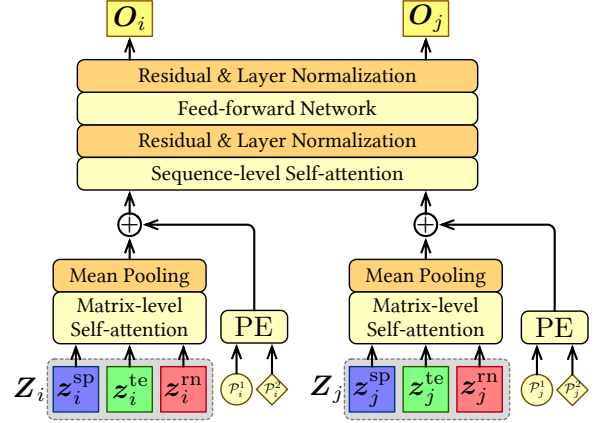 O_i O_j
Residual & Layer Normalization
Feed-forward Network
Residual & Layer Normalization
Sequence-level Self-attention
+ +
Mean Pooling Mean Pooling
Matrix-level Matrix-level
Self-attention Self-attention
PE PE
Z_i z_i^sp z_i^te z_i^rn P_i^1 P_i^2 Z_j z_j^sp z_j^te z_j^rn P_j^1 P_j^2